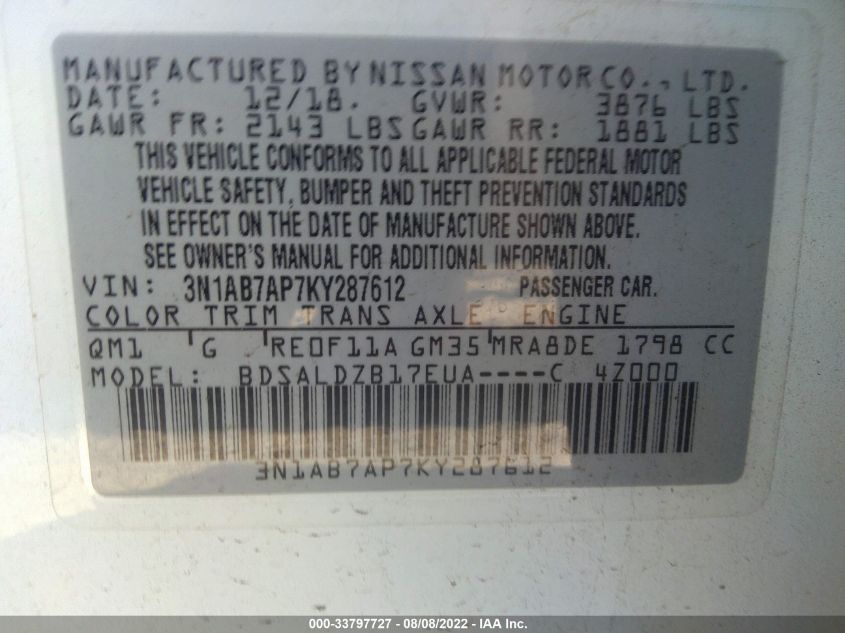 MANUFACTURED BY NISSAN MOTOR CO., LTD.
DATE: 12/18. GVWR: 3876 LBS
GAWR FR: 2143 LBS GAWR RR: 1881 LBS
THIS VEHICLE CONFORMS TO ALL APPLICABLE FEDERAL MOTOR
VEHICLE SAFETY, BUMPER AND THEFT PREVENTION STANDARDS
IN EFFECT ON THE DATE OF MANUFACTURE SHOWN ABOVE.
SEE OWNER'S MANUAL FOR ADDITIONAL INFORMATION.
VIN: 3N1AB7AP7KY287612 PASSENGER CAR.
COLOR TRIM TRANS AXLE ENGINE
QM1 G RE0F11A GM35 MRA8DE 1798 CC
MODEL: BDSALDZB17EUA----C 4Z000
3N1AB7AP7KY287612
000-33797727 - 08/08/2022 - IAA Inc.